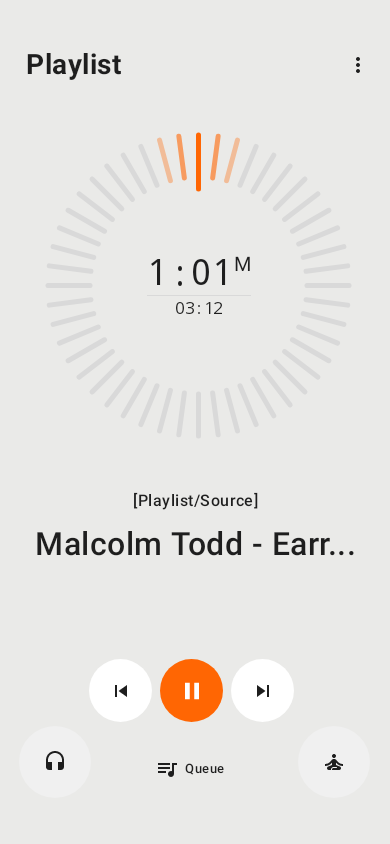 Playlist
1:01M
03:12
[Playlist/Source]
Malcolm Todd - Earr...
Queue